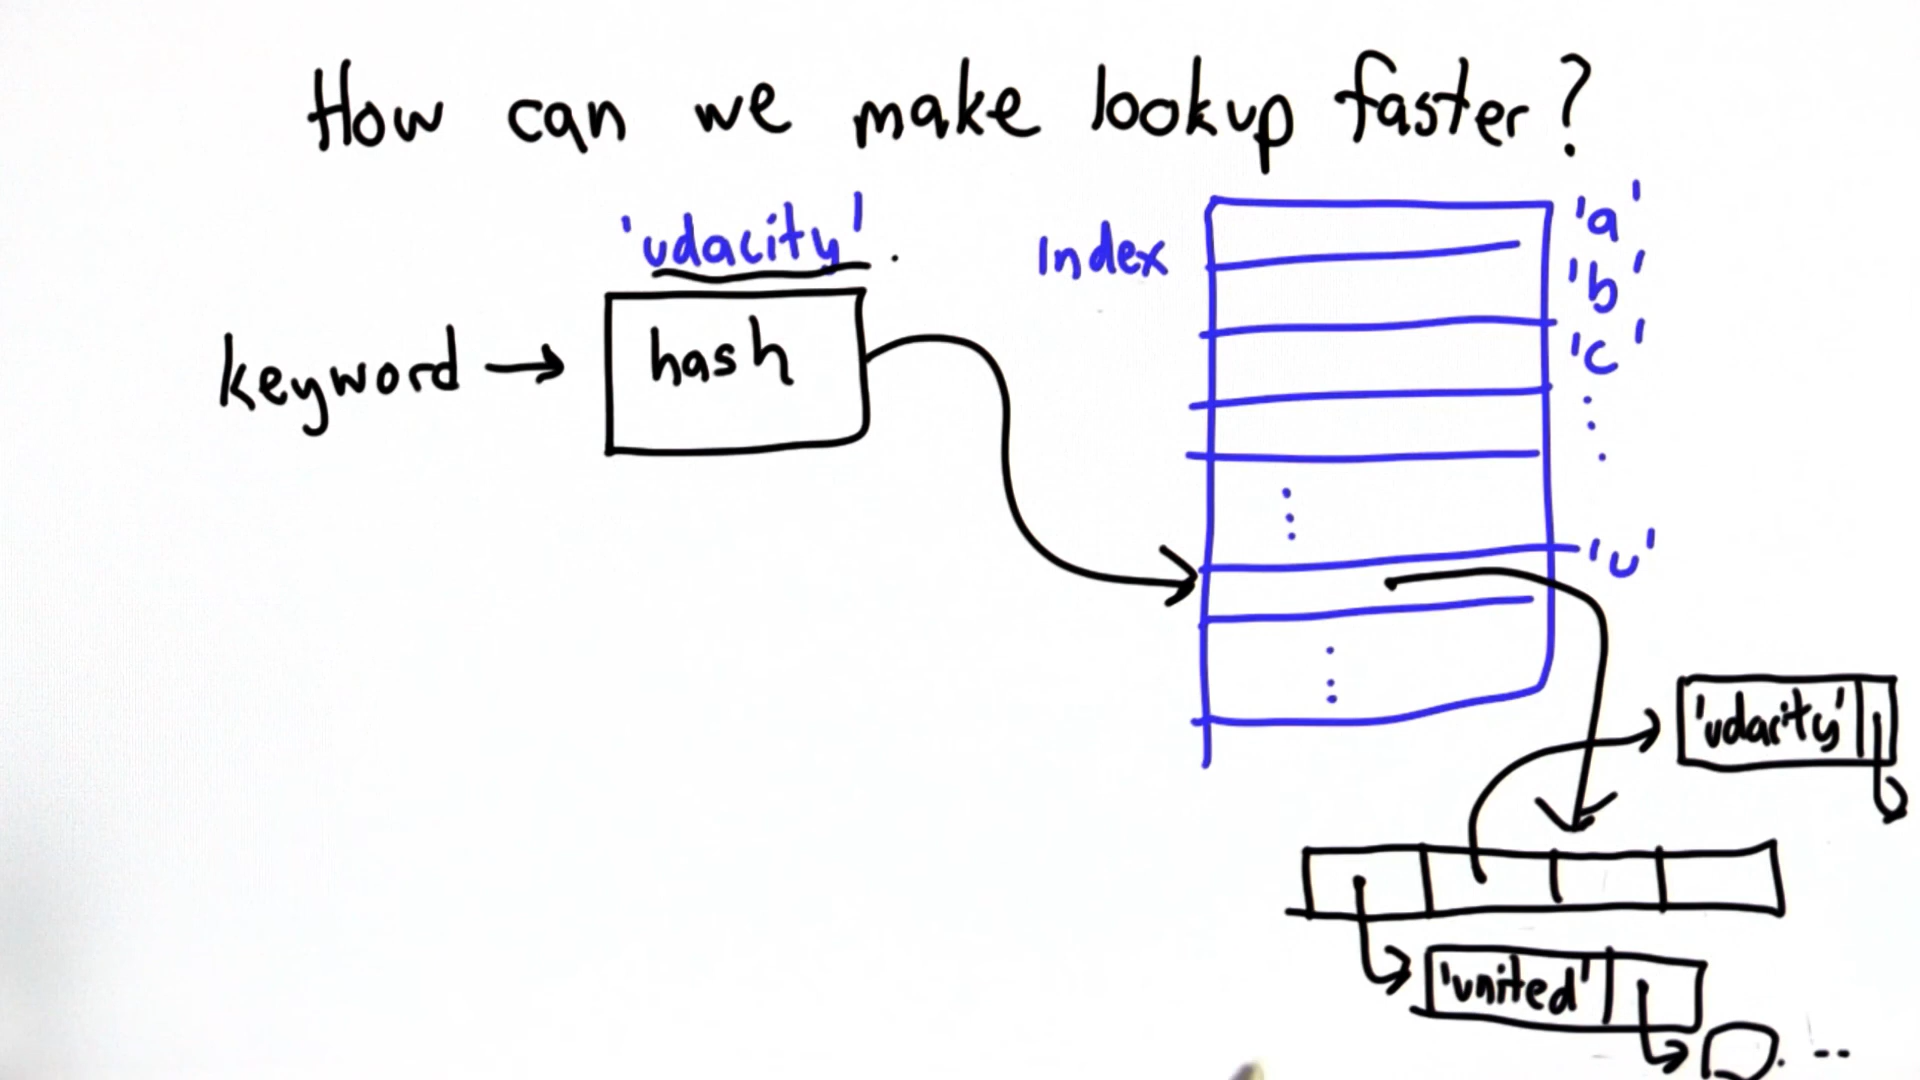 How can we make lookup faster?
'udacity'
Index
keyword → hash
'a'
'b'
'c'
'u'
'udacity'
'united'